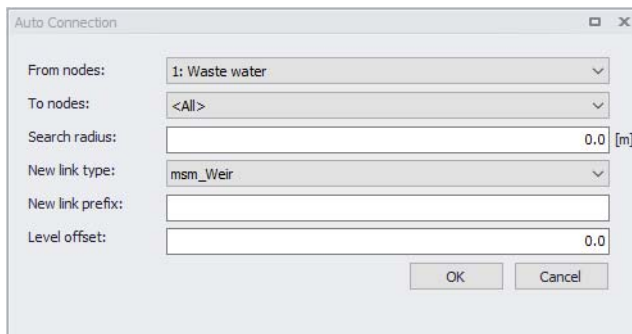 Auto Connection
From nodes: 1: Waste water
To nodes: <All>
Search radius: 0.0 [m]
New link type: msm_Weir
New link prefix:
Level offset: 0.0
OK Cancel